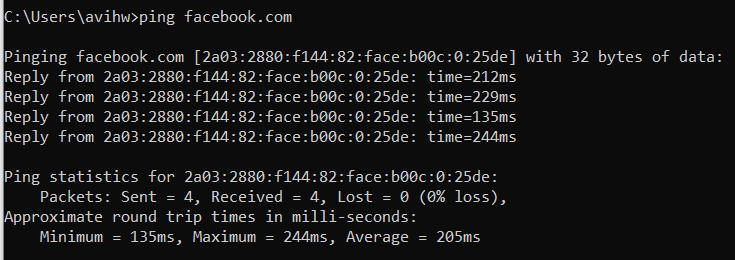 C:\Users\avihw>ping facebook.com
Pinging facebook.com [2a03:2880:f144:82:face:b00c:0:25de] with 32 bytes of data:
Reply from 2a03:2880:f144:82:face:b00c:0:25de: time=212ms
Reply from 2a03:2880:f144:82:face:b00c:0:25de: time=229ms
Reply from 2a03:2880:f144:82:face:b00c:0:25de: time=135ms
Reply from 2a03:2880:f144:82:face:b00c:0:25de: time=244ms
Ping statistics for 2a03:2880:f144:82:face:b00c:0:25de:
    Packets: Sent = 4, Received = 4, Lost = 0 (0% loss),
Approximate round trip times in milli-seconds:
    Minimum = 135ms, Maximum = 244ms, Average = 205ms